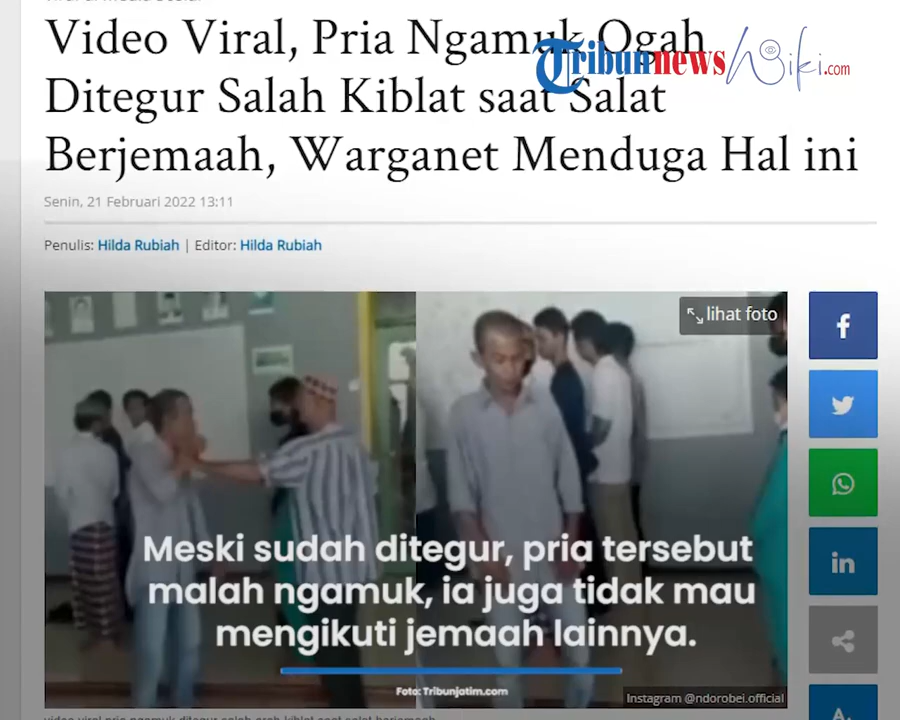 Video Viral, Pria Ngamuk Ogah
Tribunnews Wiki.com
Ditegur Salah Kiblat saat Salat
Berjemaah, Warganet Menduga Hal ini
Senin, 21 Februari 2022 13:11
Penulis: Hilda Rubiah | Editor: Hilda Rubiah
lihat foto
Meski sudah ditegur, pria tersebut
malah ngamuk, ia juga tidak mau
mengikuti jemaah lainnya.
Foto: Tribunjatim.com
Instagram @ndorobei.official